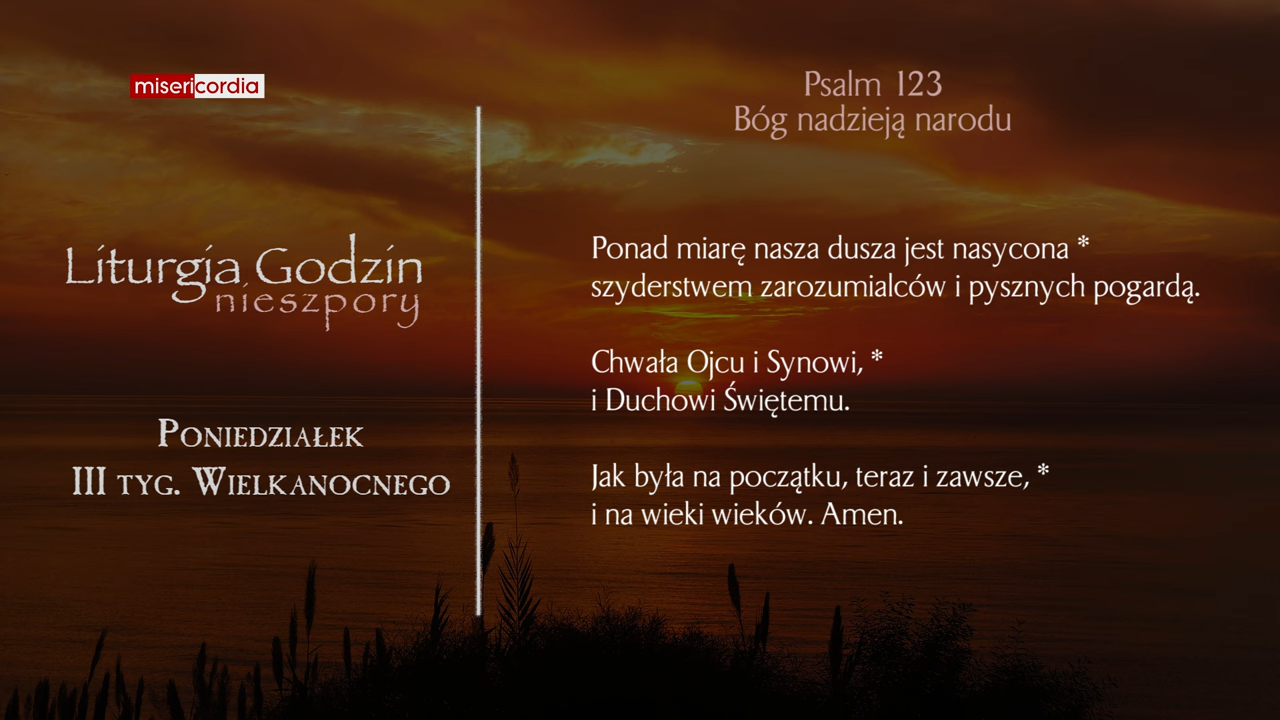 misericordia
Liturgia Godzin
nieszpory
Poniedziałek
III tyg. Wielkanocnego
Psalm 123
Bóg nadzieją narodu
Ponad miarę nasza dusza jest nasycona *
szyderstwem zarozumialców i pysznych pogardą.
Chwała Ojcu i Synowi, *
i Duchowi Świętemu.
Jak była na początku, teraz i zawsze, *
i na wieki wieków. Amen.